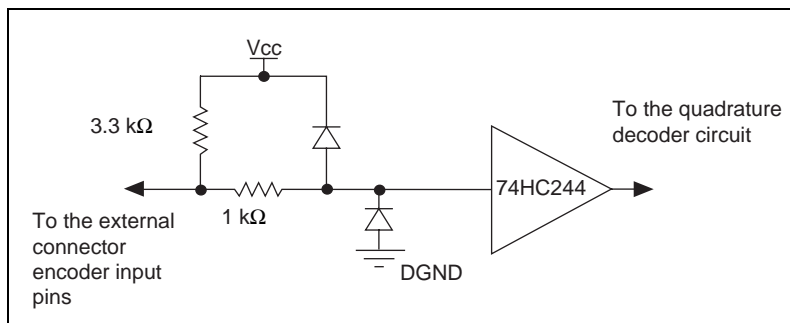 Vcc
3.3 kΩ
To the quadrature
decoder circuit
74HC244
1 kΩ
To the external
connector
encoder input
pins
DGND